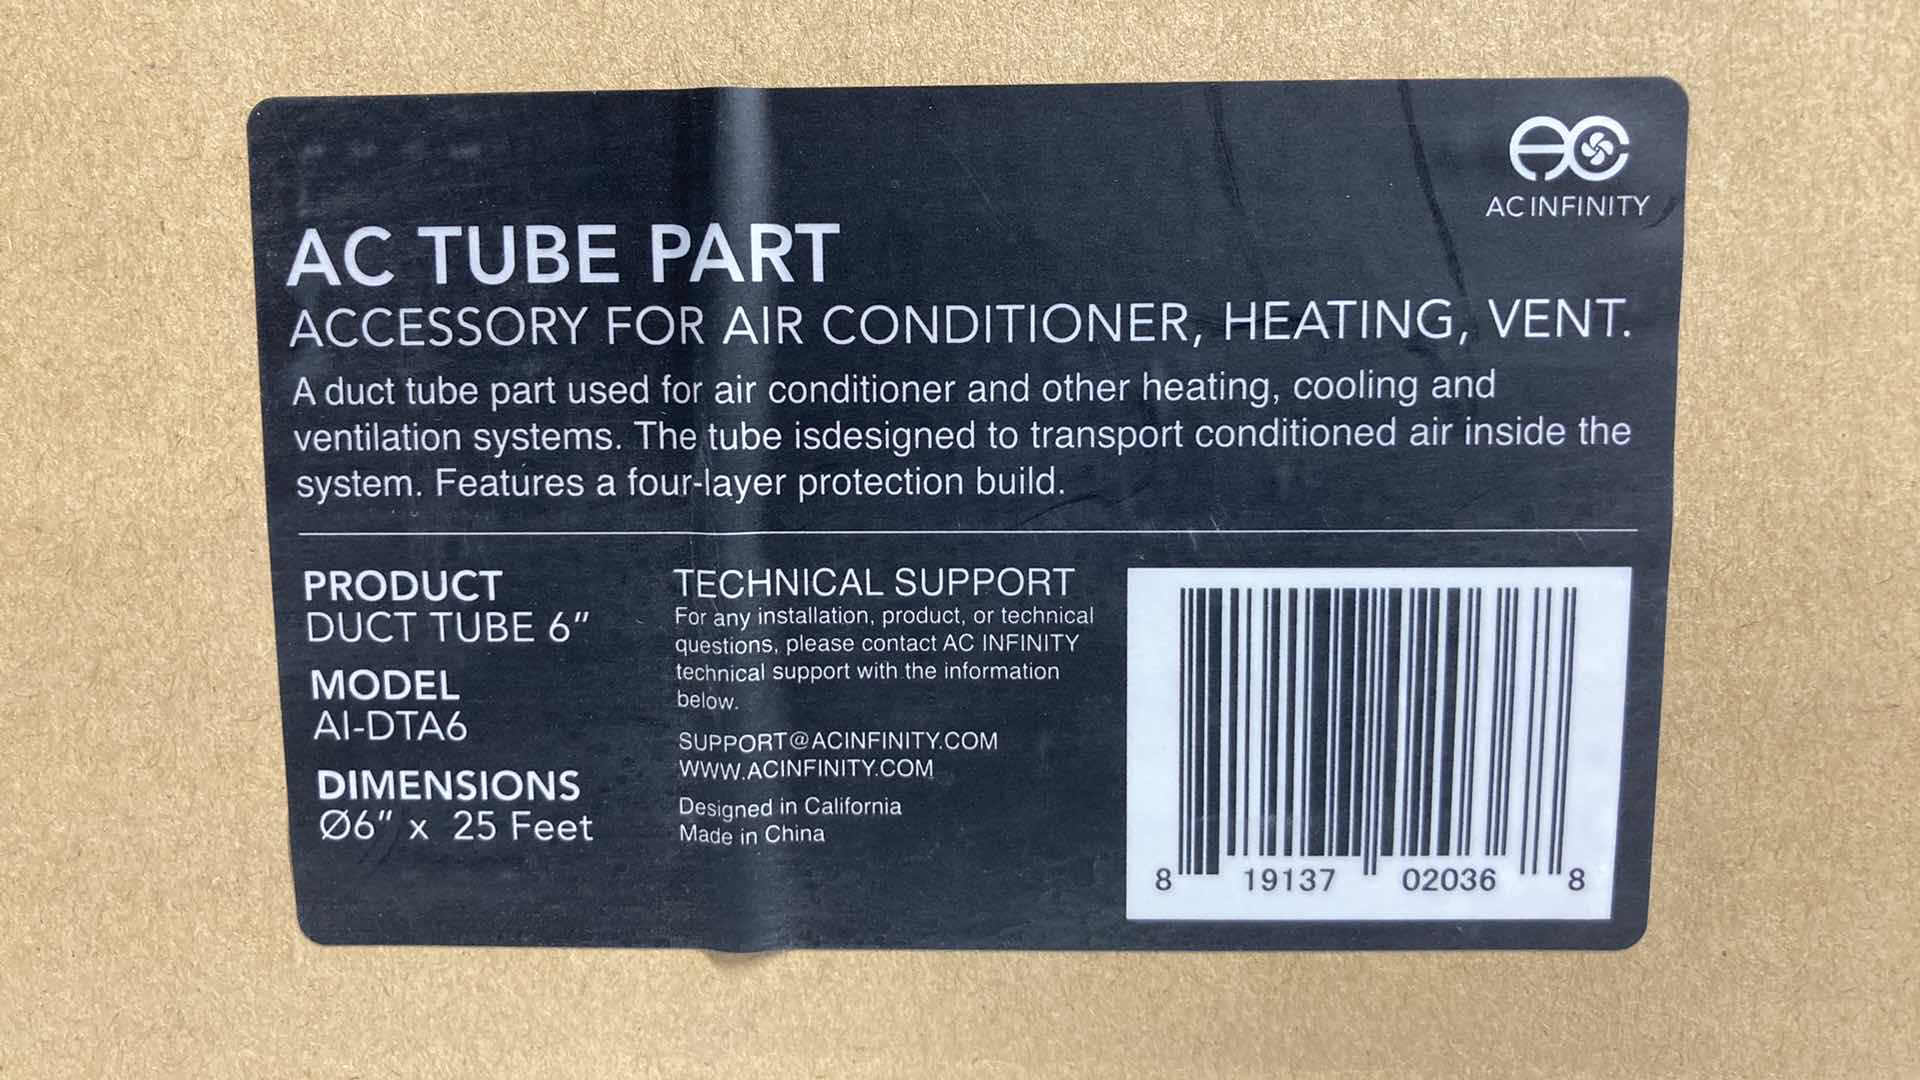 AC INFINITY
AC TUBE PART
ACCESSORY FOR AIR CONDITIONER, HEATING, VENT.
A duct tube part used for air conditioner and other heating, cooling and
ventilation systems. The tube isdesigned to transport conditioned air inside the
system. Features a four-layer protection build.
PRODUCT
DUCT TUBE 6"
MODEL
AI-DTA6
DIMENSIONS
Ø6" x 25 Feet
TECHNICAL SUPPORT
For any installation, product, or technical
questions, please contact AC INFINITY
technical support with the information
below.
SUPPORT@ACINFINITY.COM
WWW.ACINFINITY.COM
Designed in California
Made in China
8 19137 02036 8